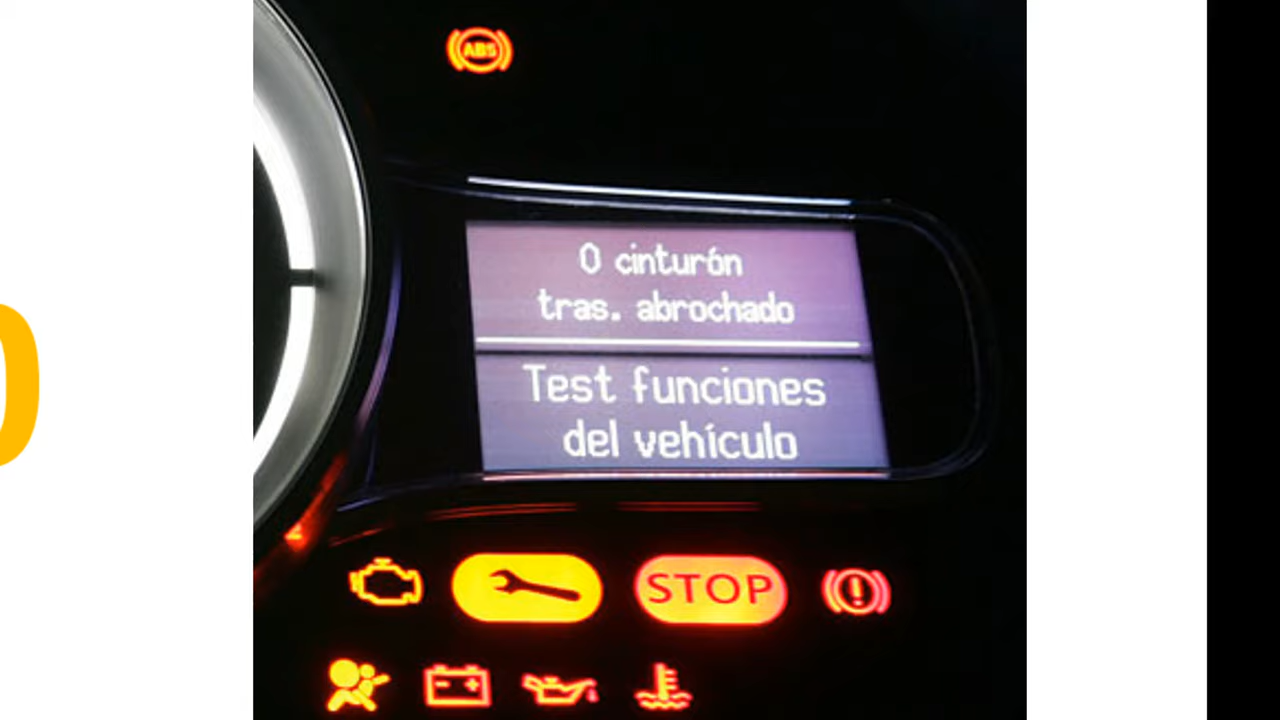 ABS
0 cinturón
tras. abrochado
Test funciones
del vehículo
STOP